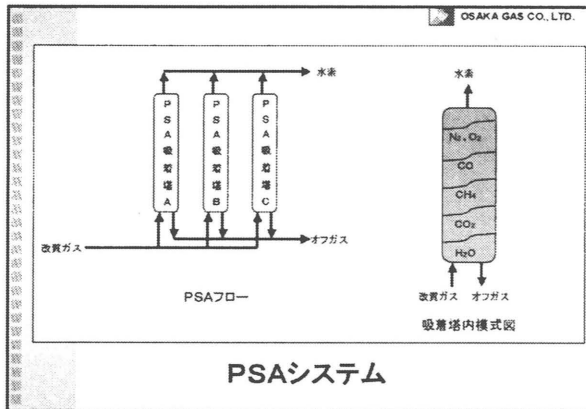 OSAKA GAS CO., LTD.
水素
PSA吸着塔A
PSA吸着塔B
PSA吸着塔C
改質ガス
オフガス
PSAフロー
水素
N₂、O₂
CO
CH₄
CO₂
H₂O
改質ガス
オフガス
吸着塔内模式図
PSAシステム